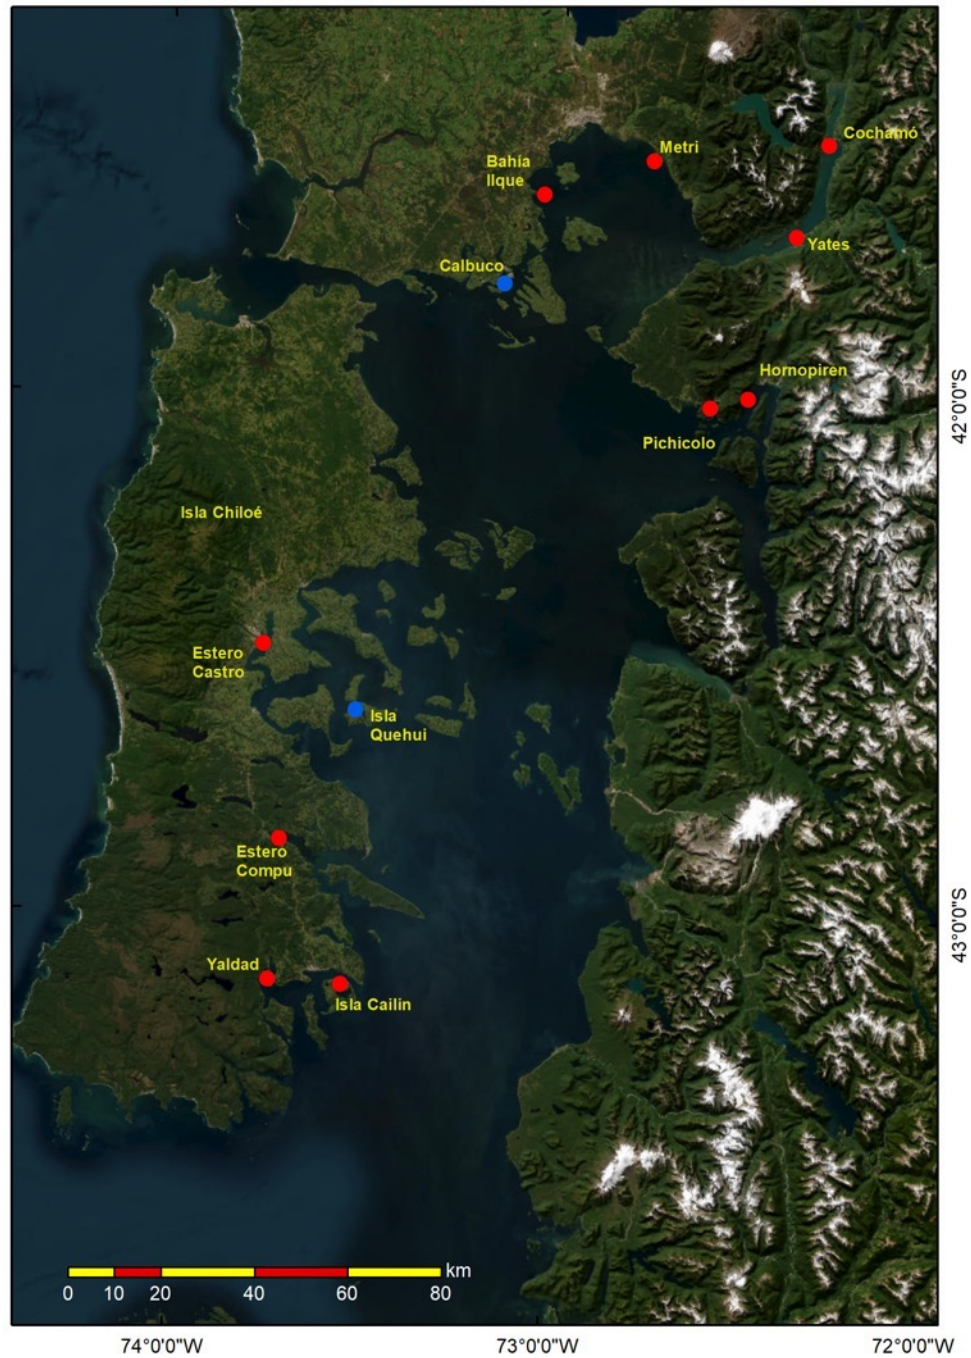 Cochamó
Metri
Bahía
Ilque
Yates
Calbuco
Hornopiren
42°0'0"S
Pichicolo
Isla Chiloé
Estero
Castro
Isla
Quehui
Estero
Compu
43°0'0"S
Yaldad
Isla Cailin
km
0 10 20 40 60 80
74°0'0"W 73°0'0"W 72°0'0"W